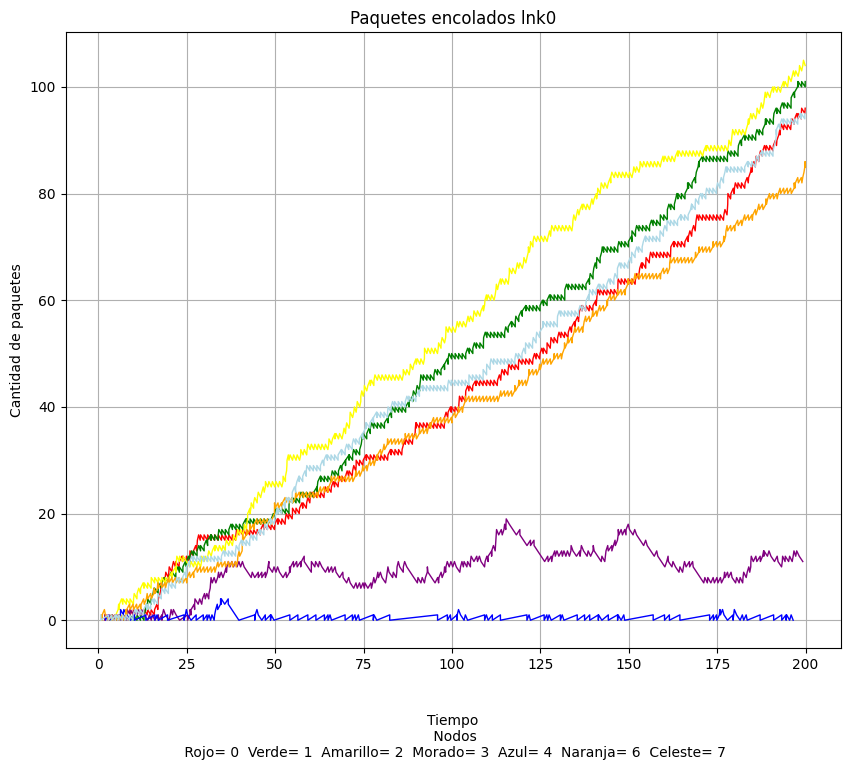 Paquetes encolados lnk0
Cantidad de paquetes
100
80
60
40
20
0
0 25 50 75 100 125 150 175 200
Tiempo
Nodos
Rojo= 0  Verde= 1  Amarillo= 2  Morado= 3  Azul= 4  Naranja= 6  Celeste= 7